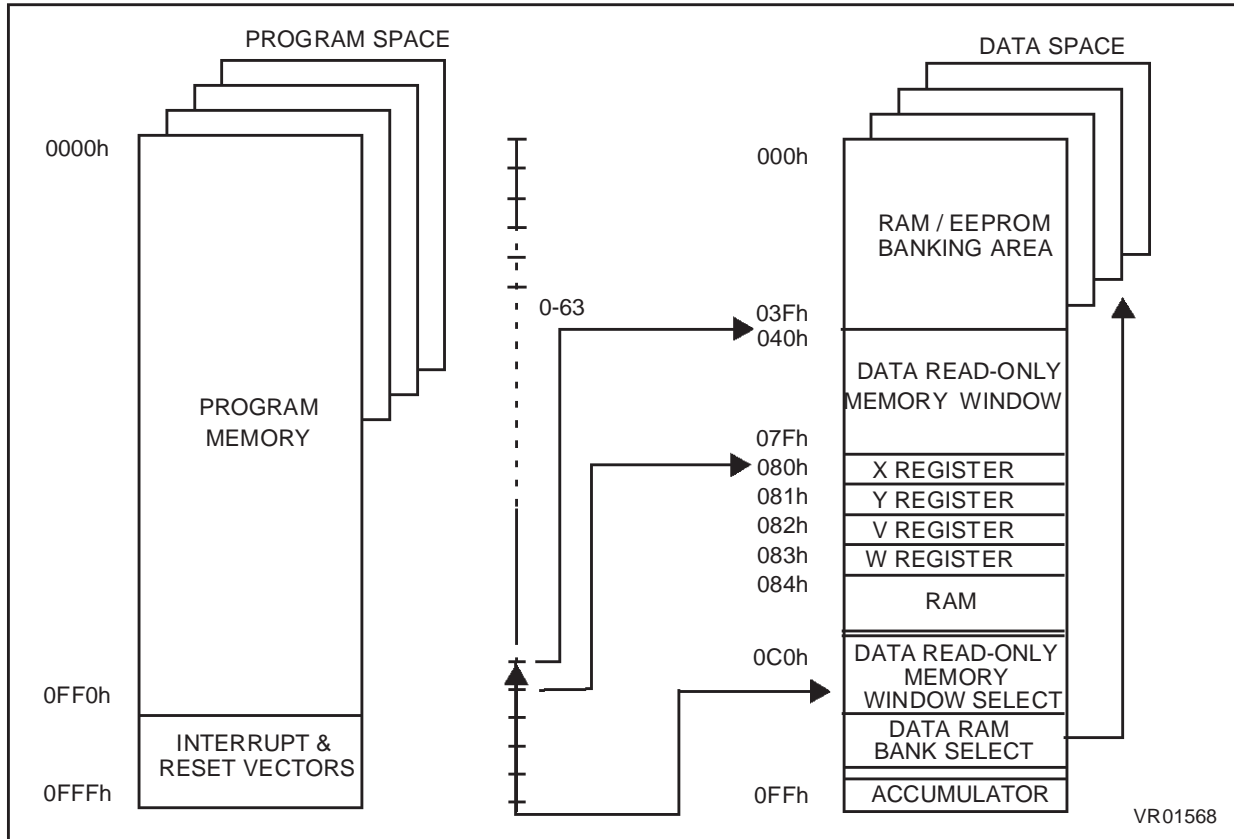 PROGRAM SPACE
0000h
PROGRAM
MEMORY
0FF0h
INTERRUPT &
RESET VECTORS
0FFFh
0-63
DATA SPACE
000h
RAM / EEPROM
BANKING AREA
03Fh
040h
DATA READ-ONLY
MEMORY WINDOW
07Fh
080h
X REGISTER
081h
Y REGISTER
082h
V REGISTER
083h
W REGISTER
084h
RAM
0C0h
DATA READ-ONLY
MEMORY
WINDOW SELECT
DATA RAM
BANK SELECT
0FFh
ACCUMULATOR
VR01568